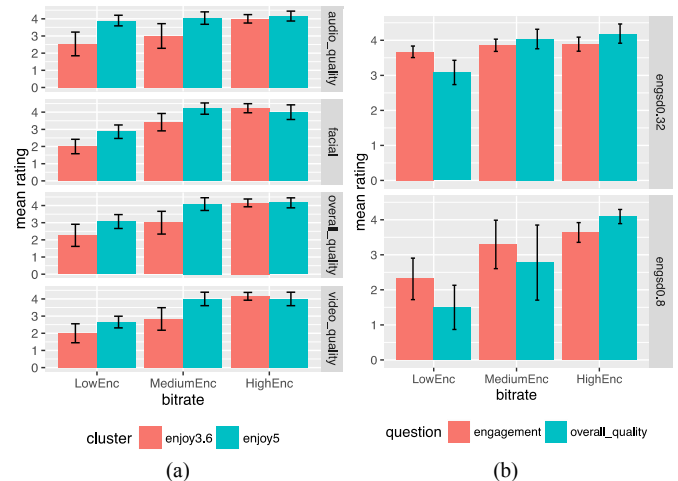 mean rating
4
3
2
1
0
audio_quality
4
3
2
1
0
facial
4
3
2
1
0
overall_quality
4
3
2
1
0
video_quality
LowEnc MediumEnc HighEnc
bitrate
cluster enjoy3.6 enjoy5
(a)
mean rating
4
3
2
1
0
engsd0.32
4
3
2
1
0
engsd0.8
LowEnc MediumEnc HighEnc
bitrate
question engagement overall_quality
(b)